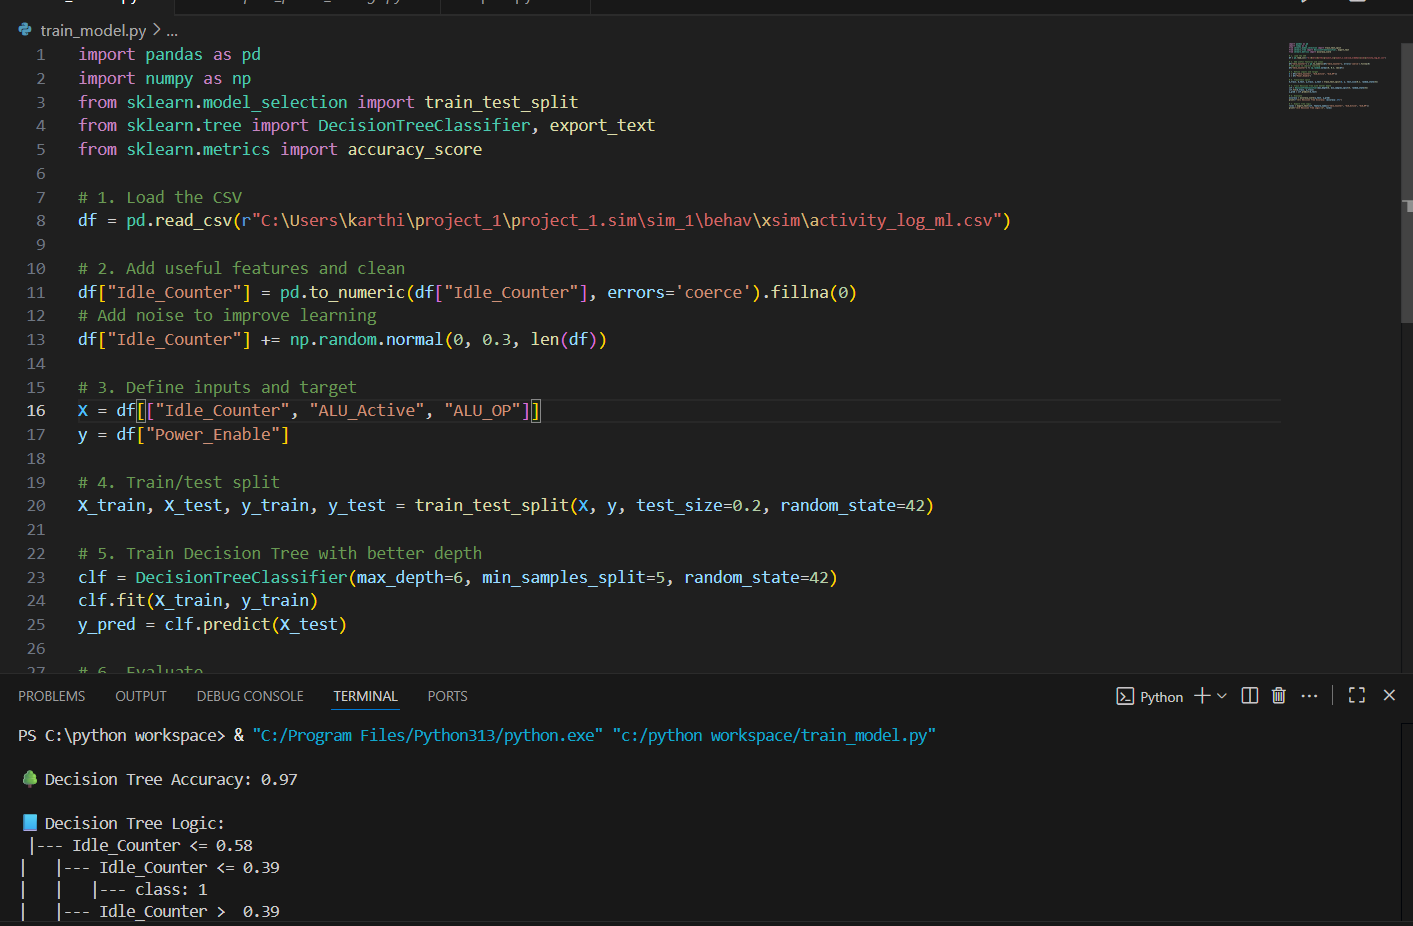 train_model.py > ...
1 import pandas as pd
2 import numpy as np
3 from sklearn.model_selection import train_test_split
4 from sklearn.tree import DecisionTreeClassifier, export_text
5 from sklearn.metrics import accuracy_score
6
7 # 1. Load the CSV
8 df = pd.read_csv(r"C:\Users\karthi\project_1\project_1.sim\sim_1\behav\xsim\activity_log_ml.csv")
9
10 # 2. Add useful features and clean
11 df["Idle_Counter"] = pd.to_numeric(df["Idle_Counter"], errors='coerce').fillna(0)
12 # Add noise to improve learning
13 df["Idle_Counter"] += np.random.normal(0, 0.3, len(df))
14
15 # 3. Define inputs and target
16 X = df[["Idle_Counter", "ALU_Active", "ALU_OP"]]
17 y = df["Power_Enable"]
18
19 # 4. Train/test split
20 X_train, X_test, y_train, y_test = train_test_split(X, y, test_size=0.2, random_state=42)
21
22 # 5. Train Decision Tree with better depth
23 clf = DecisionTreeClassifier(max_depth=6, min_samples_split=5, random_state=42)
24 clf.fit(X_train, y_train)
25 y_pred = clf.predict(X_test)
26
27 # 6. Evaluate
PROBLEMS OUTPUT DEBUG CONSOLE TERMINAL PORTS Python
PS C:\python workspace> & "C:/Program Files/Python313/python.exe" "c:/python workspace/train_model.py"
Decision Tree Accuracy: 0.97
Decision Tree Logic:
|--- Idle_Counter <= 0.58
|   |--- Idle_Counter <= 0.39
|   |   |--- class: 1
|   |--- Idle_Counter >  0.39